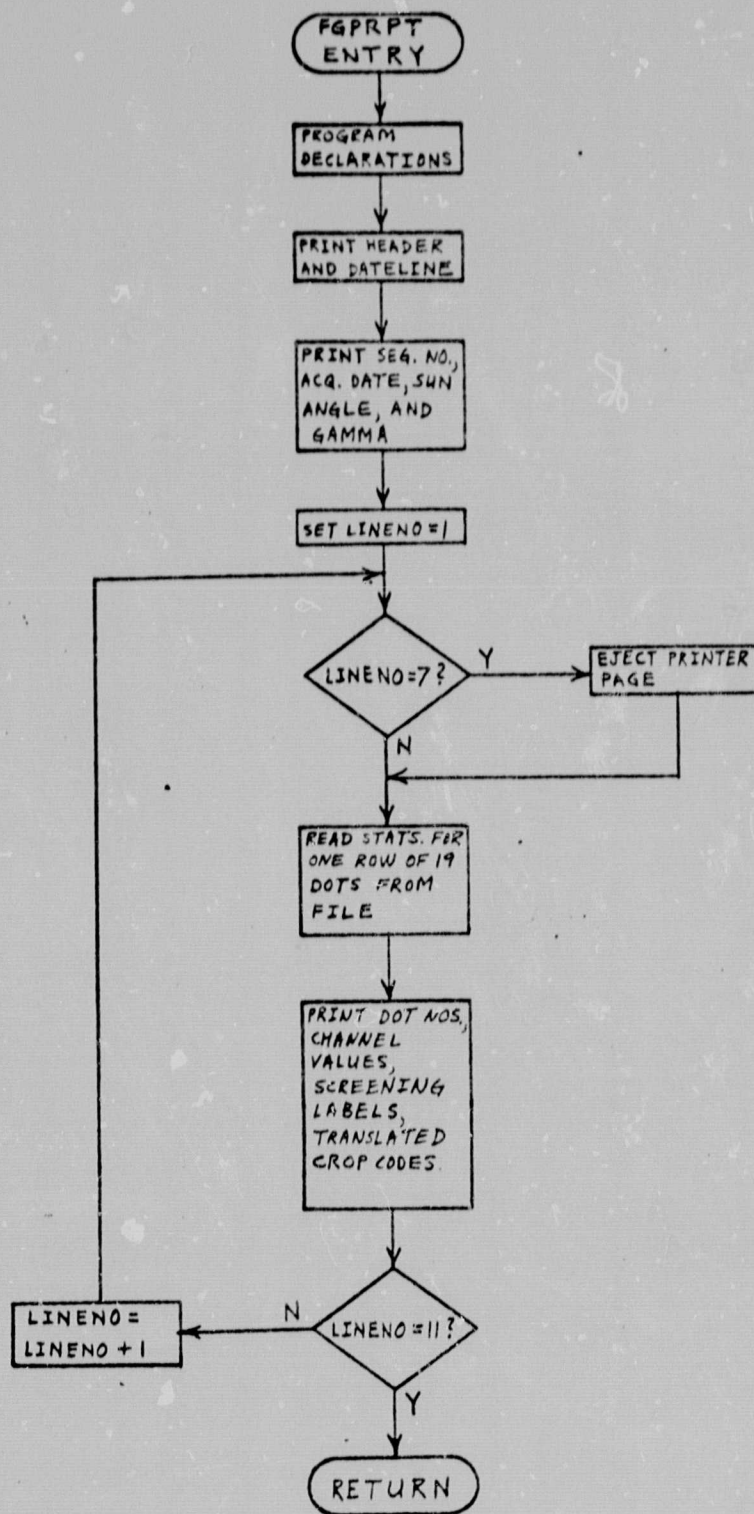 FGPRPT
ENTRY
PROGRAM
DECLARATIONS
PRINT HEADER
AND DATELINE
PRINT SEG. NO.,
ACQ. DATE, SUN
ANGLE, AND
GAMMA
SET LINENO=1
LINENO=7?
Y
EJECT PRINTER
PAGE
N
READ STATS. FOR
ONE ROW OF 19
DOTS FROM
FILE
PRINT DOT NOS.,
CHANNEL
VALUES,
SCREENING
LABELS,
TRANSLATED
CROP CODES.
LINENO=11?
N
LINENO=
LINENO+1
Y
RETURN